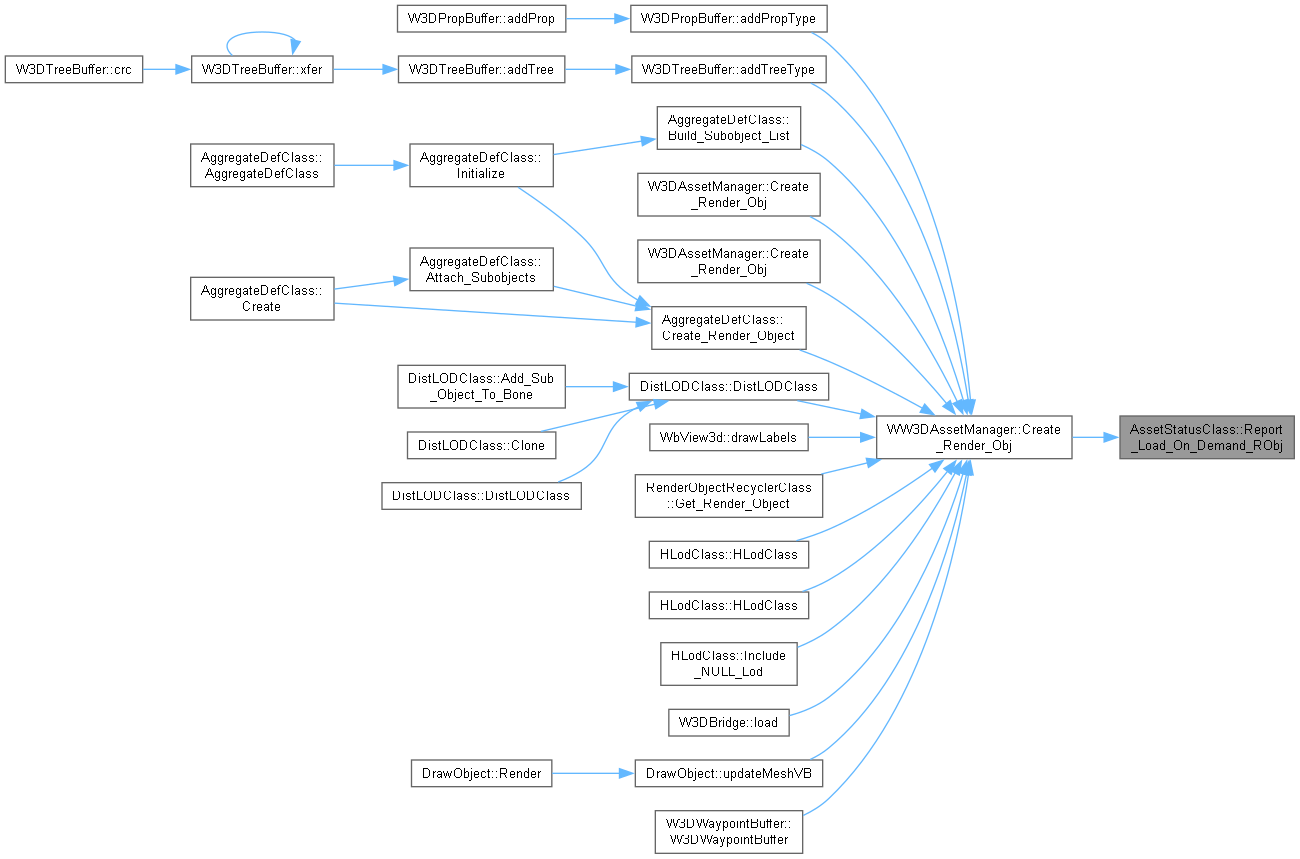 W3DPropBuffer::addProp
W3DPropBuffer::addPropType
W3DTreeBuffer::crc
W3DTreeBuffer::xfer
W3DTreeBuffer::addTree
W3DTreeBuffer::addTreeType
AggregateDefClass::
Build_Subobject_List
AggregateDefClass::
AggregateDefClass
AggregateDefClass::
Initialize
W3DAssetManager::Create
_Render_Obj
W3DAssetManager::Create
_Render_Obj
AggregateDefClass::
Attach_Subobjects
AggregateDefClass::
Create
AggregateDefClass::
Create_Render_Object
DistLODClass::Add_Sub
_Object_To_Bone
DistLODClass::DistLODClass
DistLODClass::Clone
WbView3d::drawLabels
WW3DAssetManager::Create
_Render_Obj
AssetStatusClass::Report
_Load_On_Demand_RObj
DistLODClass::DistLODClass
RenderObjectRecyclerClass
::Get_Render_Object
HLodClass::HLodClass
HLodClass::HLodClass
HLodClass::Include
_NULL_Lod
W3DBridge::load
DrawObject::Render
DrawObject::updateMeshVB
W3DWaypointBuffer::
W3DWaypointBuffer